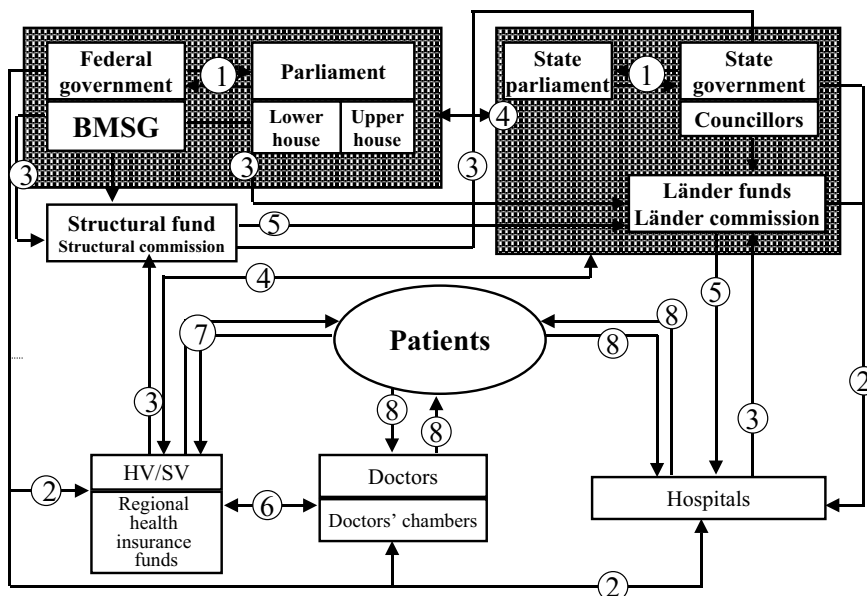 Federal
government
1
Parliament
State
parliament
1
State
government
BMSG
Lower
house
Upper
house
4
Councillors
3
3
3
Länder funds
Länder commission
Structural fund
Structural commission
5
4
5
7
Patients
8
8
2
3
8
8
3
HV/SV
Doctors
2
6
Hospitals
Regional
health
insurance
funds
Doctors’ chambers
2